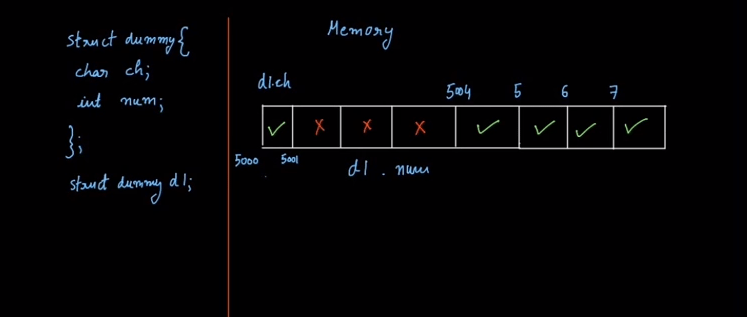 struct dummy{
char ch;
int num;
};
struct dummy d1;
Memory
d1.ch
5004 5 6 7
5000 5001
d1 . num